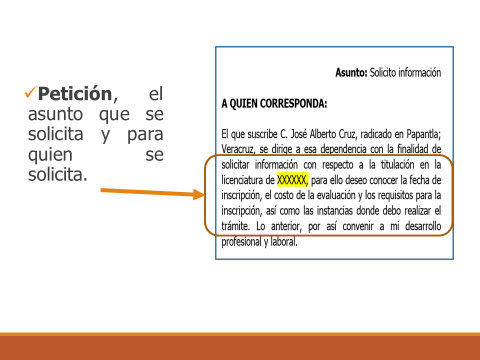 ✓Petición, el
asunto que se
solicita y para
quien se
solicita.
Asunto: Solicito información
A QUIEN CORRESPONDA:
El que suscribe C. José Alberto Cruz, radicado en Papantla;
Veracruz, se dirige a esa dependencia con la finalidad de
solicitar información con respecto a la titulación en la
licenciatura de XXXXXX, para ello deseo conocer la fecha de
inscripción, el costo de la evaluación y los requisitos para la
inscripción, así como las instancias donde debo realizar el
trámite. Lo anterior, por así convenir a mi desarrollo
profesional y laboral.